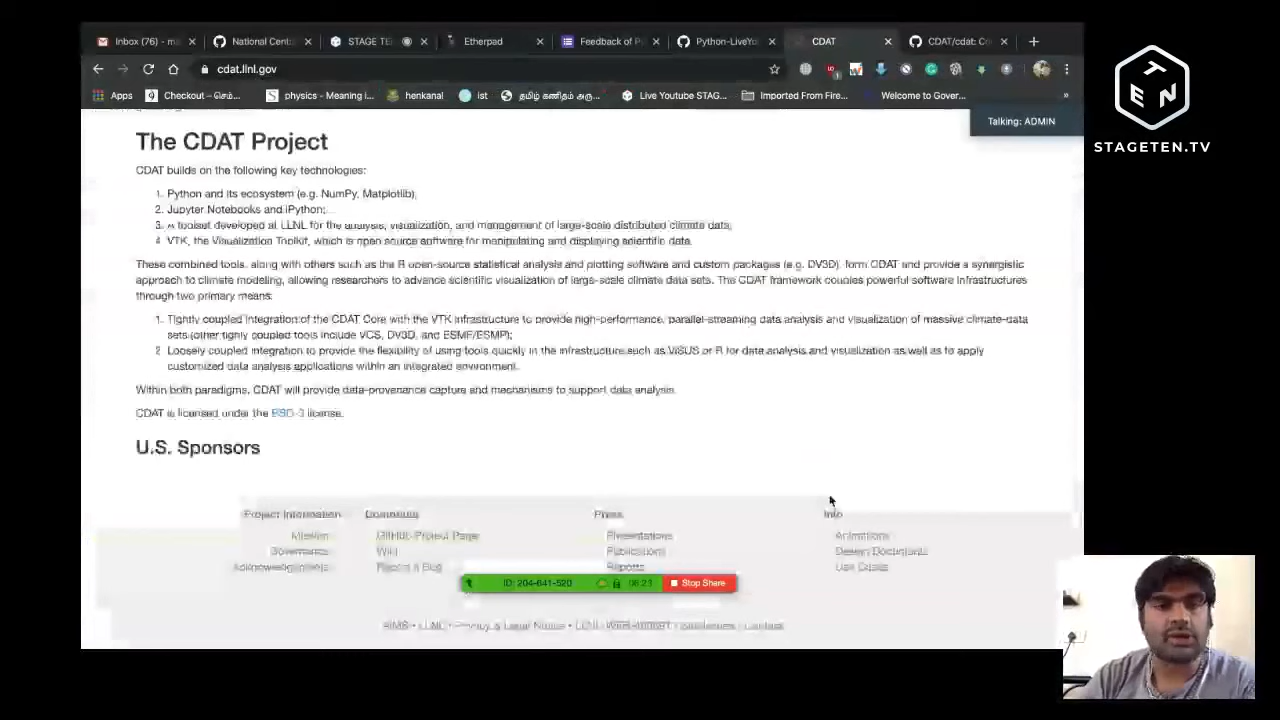 Inbox (76) - m
National Cent
STAGE TE
Etherpad
Feedback of P
Python-LiveYo
CDAT
CDAT/cdat: Co
cdat.llnl.gov
Apps
Checkout – செம்...
physics - Meaning i...
henkanal
ist
தமிழ் கணிதம் அரு...
Live Youtube STAG...
Imported From Fire...
Welcome to Gover...
»
Talking: ADMIN
TEN
STAGETEN.TV
The CDAT Project
CDAT builds on the following key technologies:
1. Python and its ecosystem (e.g. NumPy, Matplotlib);
2. Jupyter Notebooks and iPython;
3. A toolset developed at LLNL for the analysis, visualization, and management of large-scale distributed climate data;
4. VTK, the Visualization Toolkit, which is open source software for manipulating and displaying scientific data.
These combined tools, along with others such as the R open-source statistical analysis and plotting software and custom packages (e.g. DV3D), form CDAT and provide a synergistic
approach to climate modeling, allowing researchers to advance scientific visualization of large-scale climate data sets. The CDAT framework couples powerful software infrastructures
through two primary means:
1. Tightly coupled integration of the CDAT Core with the VTK infrastructure to provide high-performance, parallel-streaming data analysis and visualization of massive climate-data
sets (other tightly coupled tools include VCS, DV3D, and ESMF/ESMP);
2. Loosely coupled integration to provide the flexibility of using tools quickly in the infrastructure such as ViSUS or R for data analysis and visualization as well as to apply
customized data analysis applications within an integrated environment.
Within both paradigms, CDAT will provide data-provenance capture and mechanisms to support data analysis.
CDAT is licensed under the BSD-3 license.
U.S. Sponsors
Project Information
Mission
Governance
Acknowledgements
Community
GitHub Project Page
Wiki
Report a Bug
Press
Presentations
Publications
Reports
Info
Animations
Design Documents
Use Cases
ID: 204-641-520
06:21
Stop Share
AIMS • LLNL • Privacy & Legal Notice • LLNL